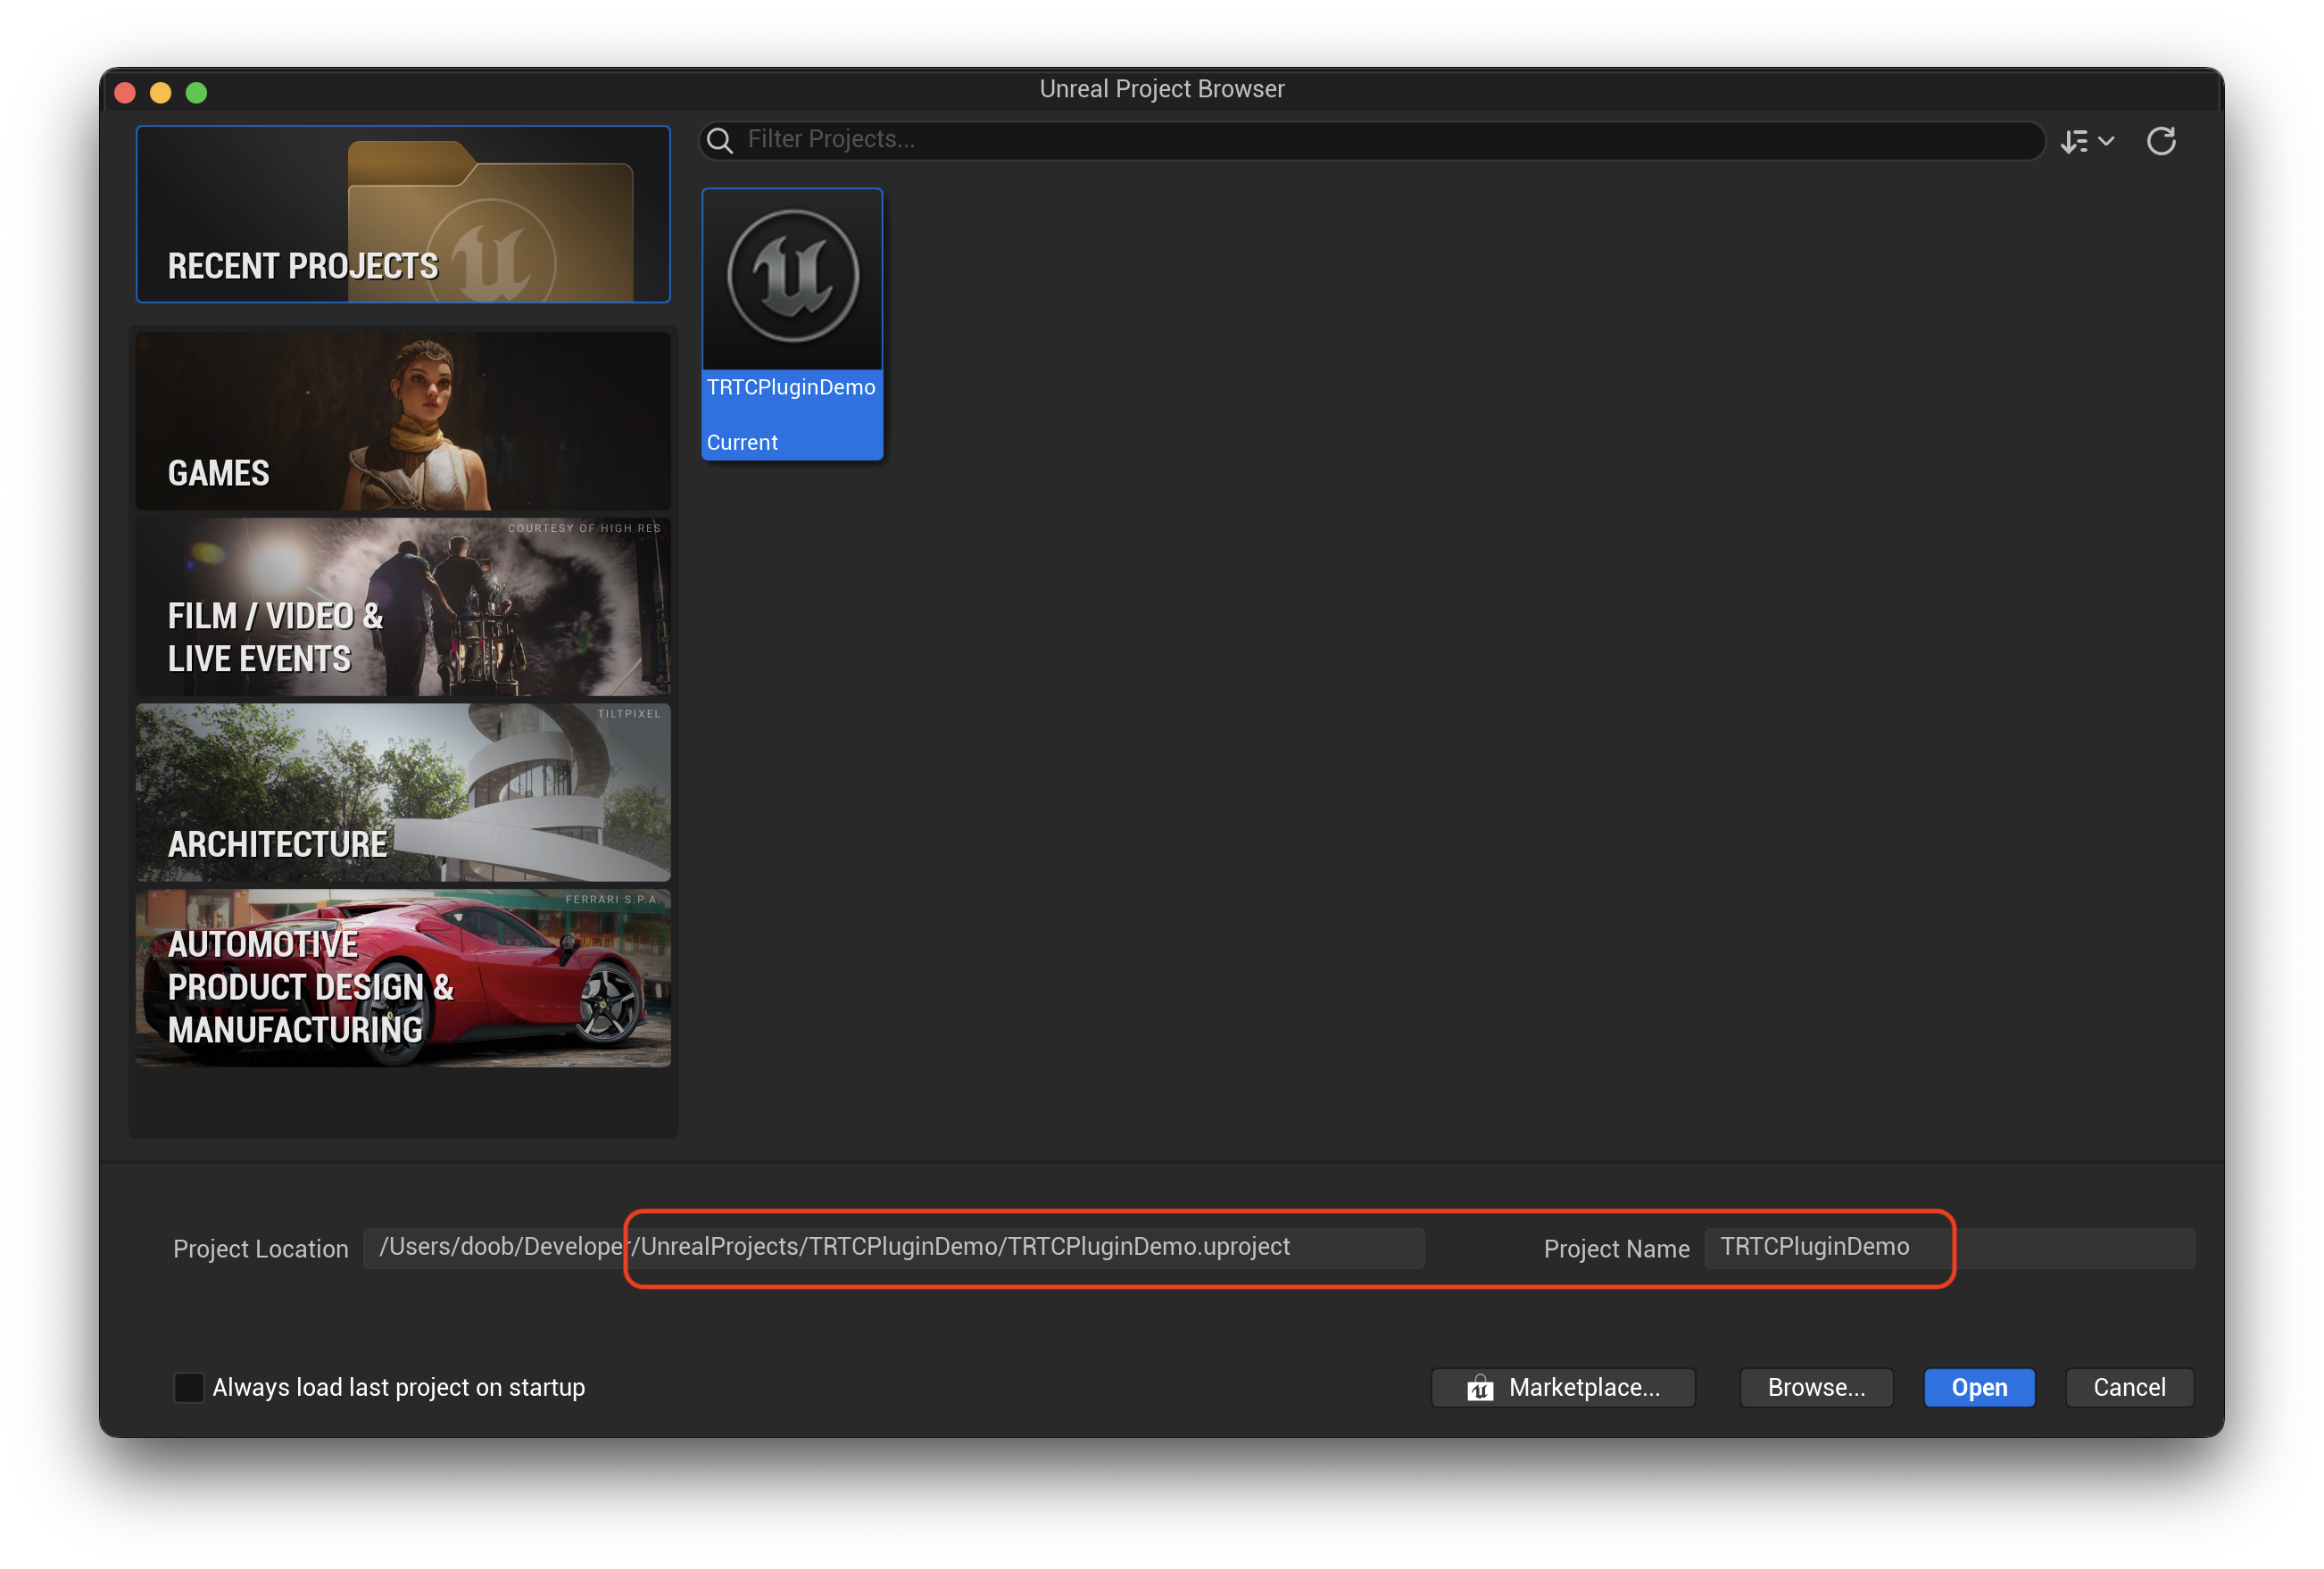 Unreal Project Browser
RECENT PROJECTS
Filter Projects...
GAMES
COURTESY OF HIGH RES
FILM / VIDEO &
LIVE EVENTS
TILTPIXEL
ARCHITECTURE
FERRARI S.P.A.
AUTOMOTIVE
PRODUCT DESIGN &
MANUFACTURING
TRTCPluginDemo
Current
Project Location /Users/doob/Developer/UnrealProjects/TRTCPluginDemo/TRTCPluginDemo.uproject Project Name TRTCPluginDemo
Always load last project on startup Marketplace... Browse... Open Cancel